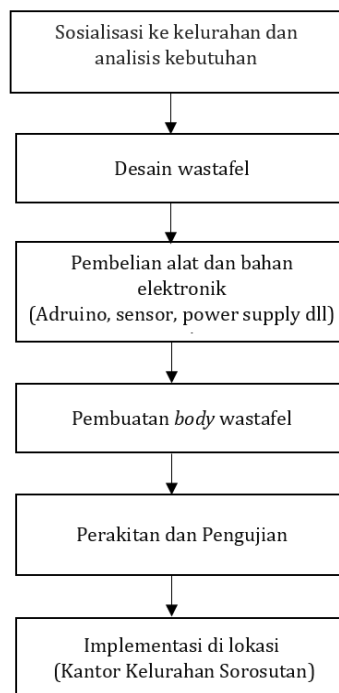 Sosialisasi ke kelurahan dan
analisis kebutuhan
Desain wastafel
Pembelian alat dan bahan
elektronik
(Adruino, sensor, power supply dll)
Pembuatan body wastafel
Perakitan dan Pengujian
Implementasi di lokasi
(Kantor Kelurahan Sorosutan)